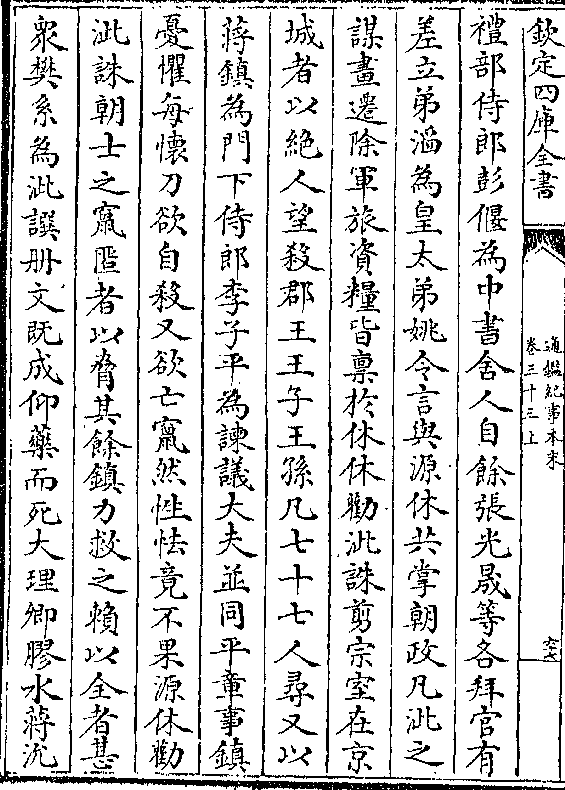 欽定四庫全書
通鑑紀事本末
卷三十三上
禮部侍郎彭偃為中書舍人自餘張光晟等各拜官有
差立弟滔為皇太弟姚令言與源休共掌朝政凡泚之
謀畫遷除軍旅資糧皆禀於休休勸泚誅剪宗室在京
城者以絶人望殺郡王王子王孫凡七十七人尋又以
蔣鎮為門下侍郎李子平為諫議大夫並同平章事鎮
憂懼每懷刀欲自殺又欲亡竄然性怯竟不果源休勸
泚誅朝士之竄匿者以脅其餘鎮力救之賴以全者甚
衆樊系為泚譔册文既成仰藥而死大理卿膠水蔣沇